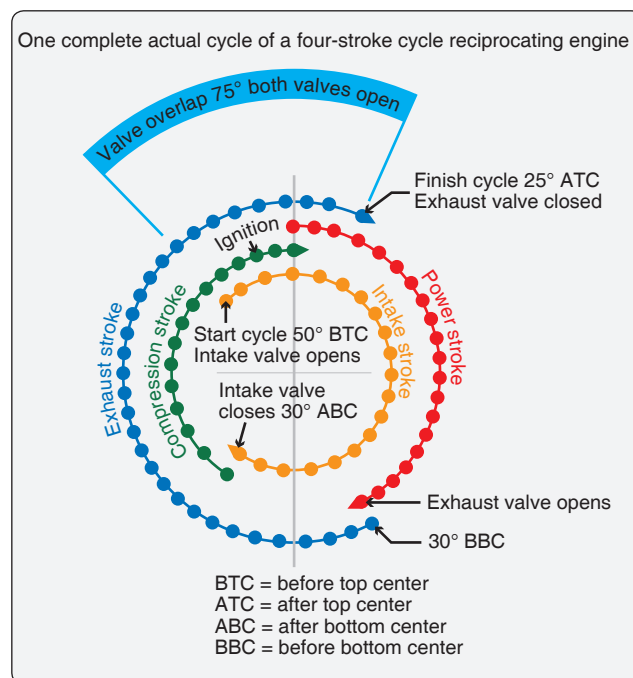 One complete actual cycle of a four-stroke cycle reciprocating engine
Valve overlap 75° both valves open
Finish cycle 25° ATC
Exhaust valve closed
Ignition
Power stroke
Intake stroke
Start cycle 50° BTC
Intake valve opens
Compression stroke
Exhaust stroke
Intake valve
closes 30° ABC
Exhaust valve opens
30° BBC
BTC = before top center
ATC = after top center
ABC = after bottom center
BBC = before bottom center